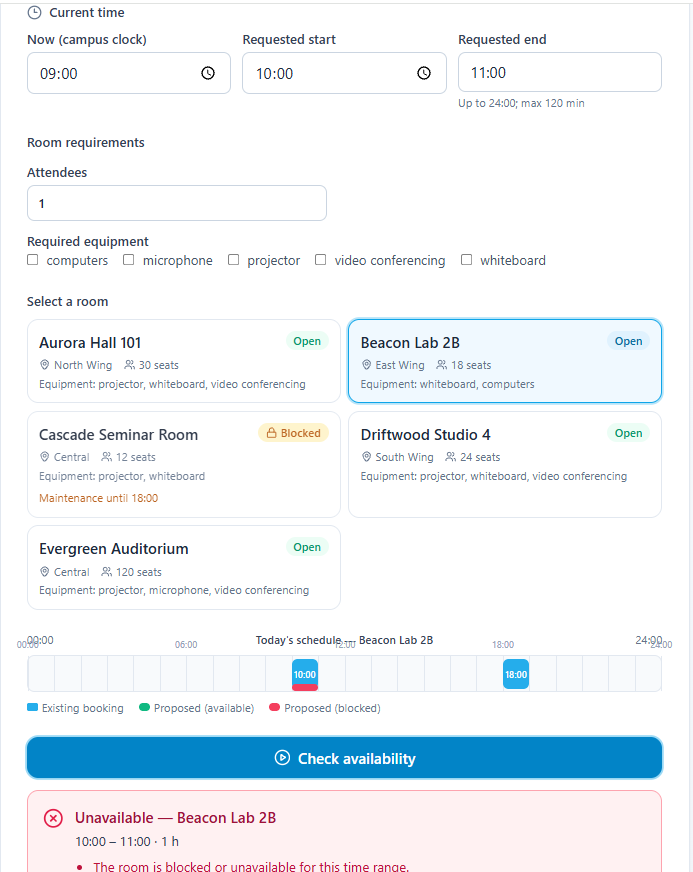 Current time
Now (campus clock) Requested start Requested end
09:00 10:00 11:00
Up to 24:00; max 120 min
Room requirements
Attendees
1
Required equipment
computers microphone projector video conferencing whiteboard
Select a room
Aurora Hall 101 Open
North Wing 30 seats
Equipment: projector, whiteboard, video conferencing
Beacon Lab 2B Open
East Wing 18 seats
Equipment: whiteboard, computers
Cascade Seminar Room Blocked
Central 12 seats
Equipment: projector, whiteboard
Maintenance until 18:00
Driftwood Studio 4 Open
South Wing 24 seats
Equipment: projector, whiteboard, video conferencing
Evergreen Auditorium Open
Central 120 seats
Equipment: projector, microphone, video conferencing
00:00 Today's schedule — Beacon Lab 2B 24:00
00:00 06:00 12:00 18:00 24:00
10:00 18:00
Existing booking Proposed (available) Proposed (blocked)
Check availability
Unavailable — Beacon Lab 2B
10:00 – 11:00 · 1 h
• The room is blocked or unavailable for this time range.